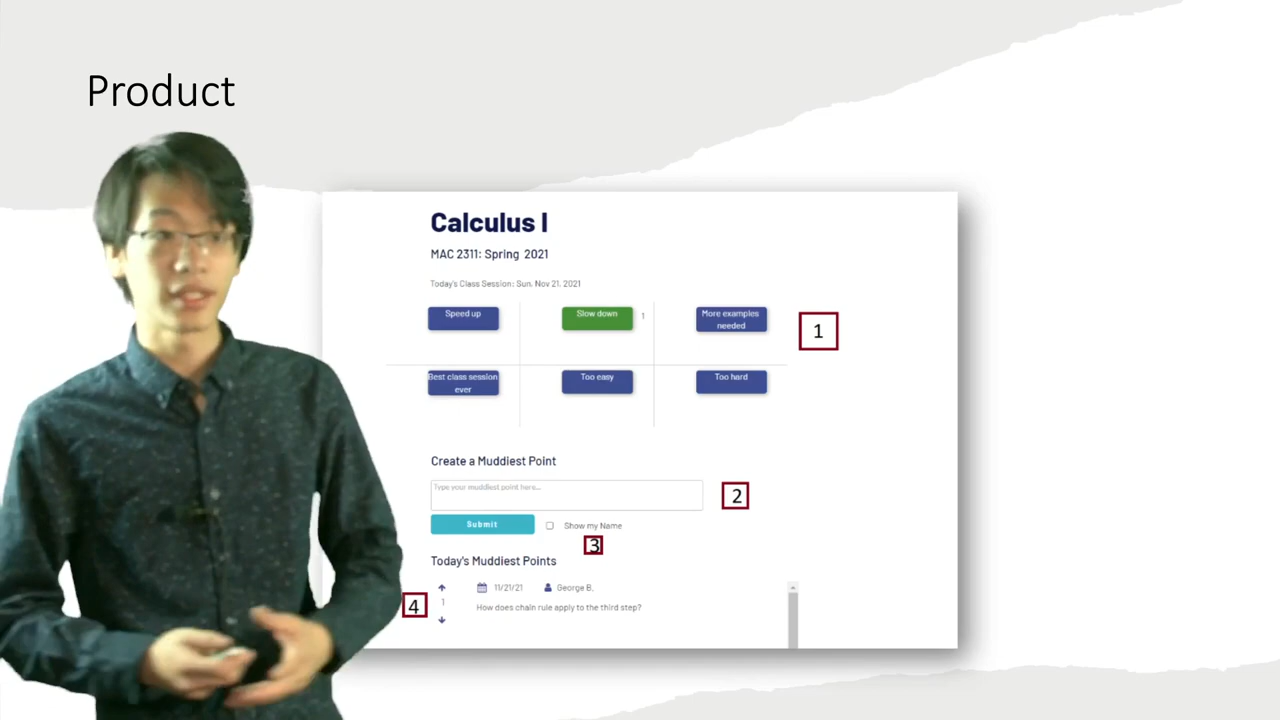 Product
Calculus I
MAC 2311: Spring 2021
Today's Class Session: Sun, Nov 21, 2021
Speed up
Slow down
1
More examples
needed
1
Best class session
ever
Too easy
Too hard
Create a Muddiest Point
Type your muddiest point here...
2
Submit
Show my Name
3
Today's Muddiest Points
11/21/21
George B.
4
1
How does chain rule apply to the third step?